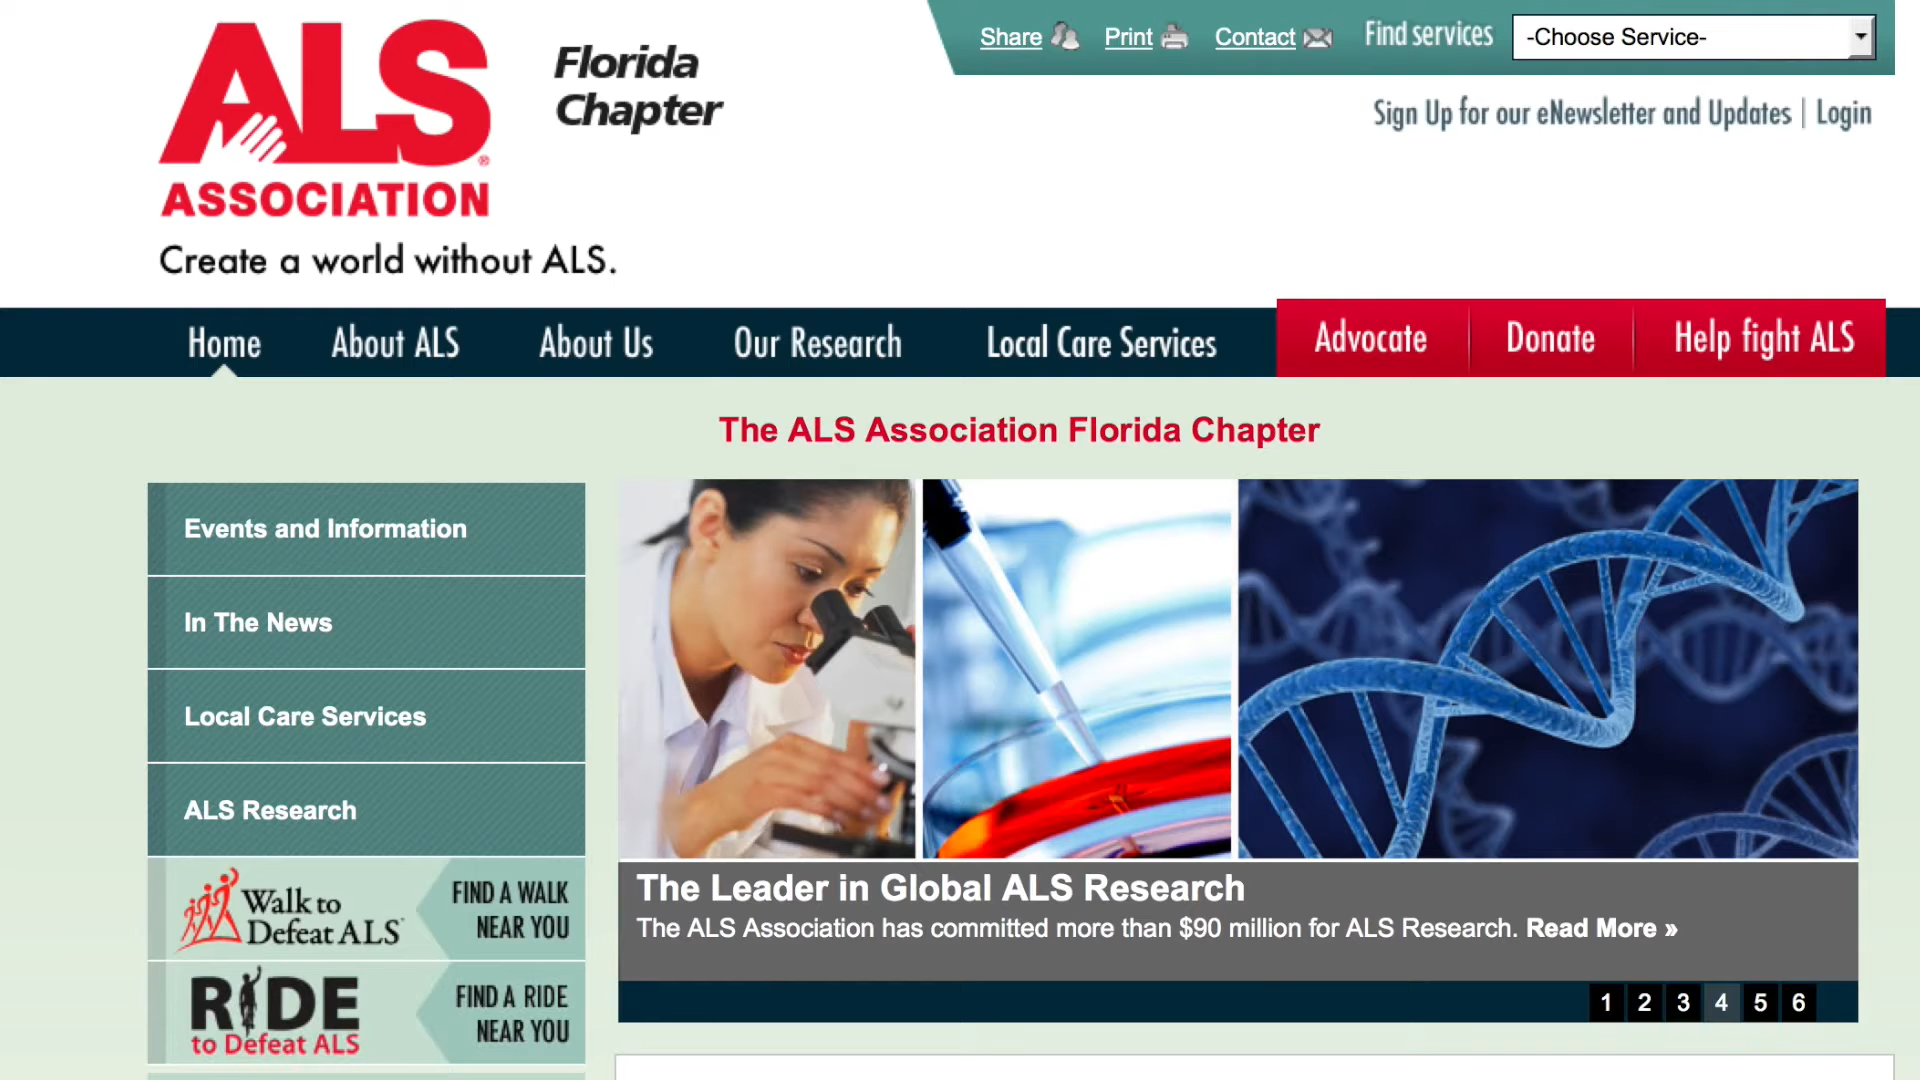 ALS
ASSOCIATION
Florida
Chapter
Create a world without ALS.
Share
Print
Contact
Find services
-Choose Service-
Sign Up for our eNewsletter and Updates | Login
Home
About ALS
About Us
Our Research
Local Care Services
Advocate
Donate
Help fight ALS
The ALS Association Florida Chapter
Events and Information
In The News
Local Care Services
ALS Research
Walk to
Defeat ALS
FIND A WALK
NEAR YOU
RIDE
to Defeat ALS
FIND A RIDE
NEAR YOU
The Leader in Global ALS Research
The ALS Association has committed more than $90 million for ALS Research. Read More »
1 2 3 4 5 6